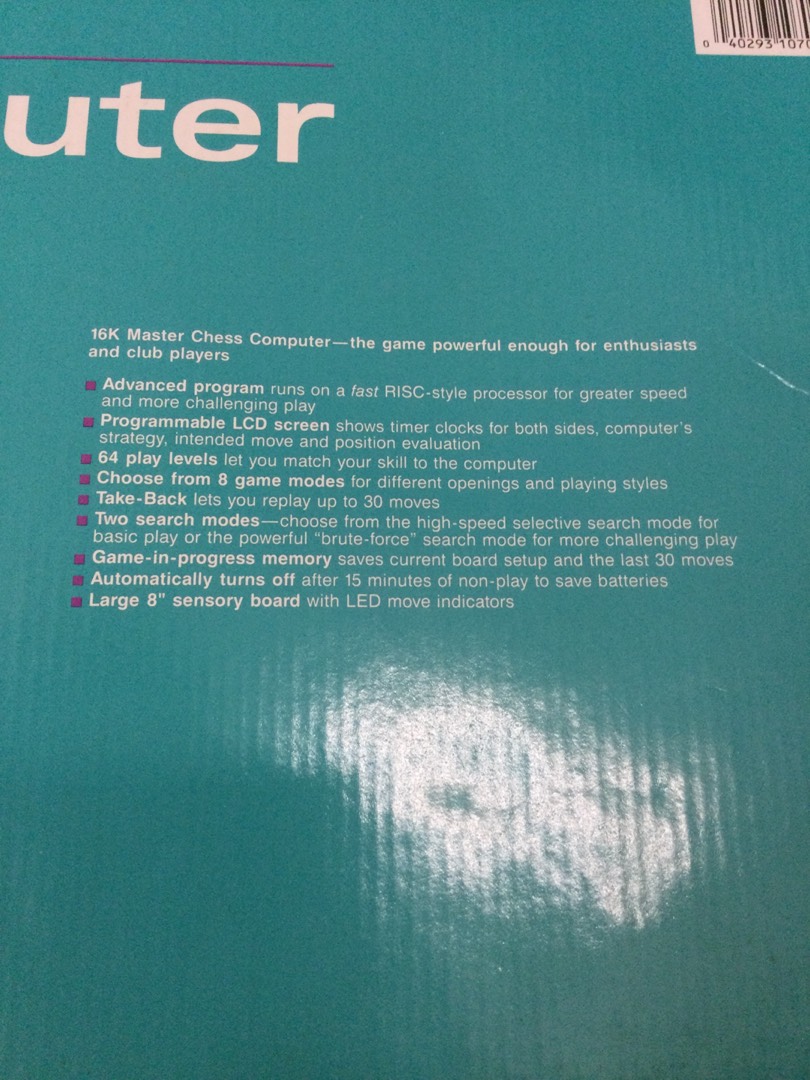 0 40293 1070
uter
16K Master Chess Computer—the game powerful enough for enthusiasts
and club players
Advanced program runs on a fast RISC-style processor for greater speed
and more challenging play
Programmable LCD screen shows timer clocks for both sides, computer's
strategy, intended move and position evaluation
64 play levels let you match your skill to the computer
Choose from 8 game modes for different openings and playing styles
Take-Back lets you replay up to 30 moves
Two search modes—choose from the high-speed selective search mode for
basic play or the powerful “brute-force” search mode for more challenging play
Game-in-progress memory saves current board setup and the last 30 moves
Automatically turns off after 15 minutes of non-play to save batteries
Large 8" sensory board with LED move indicators